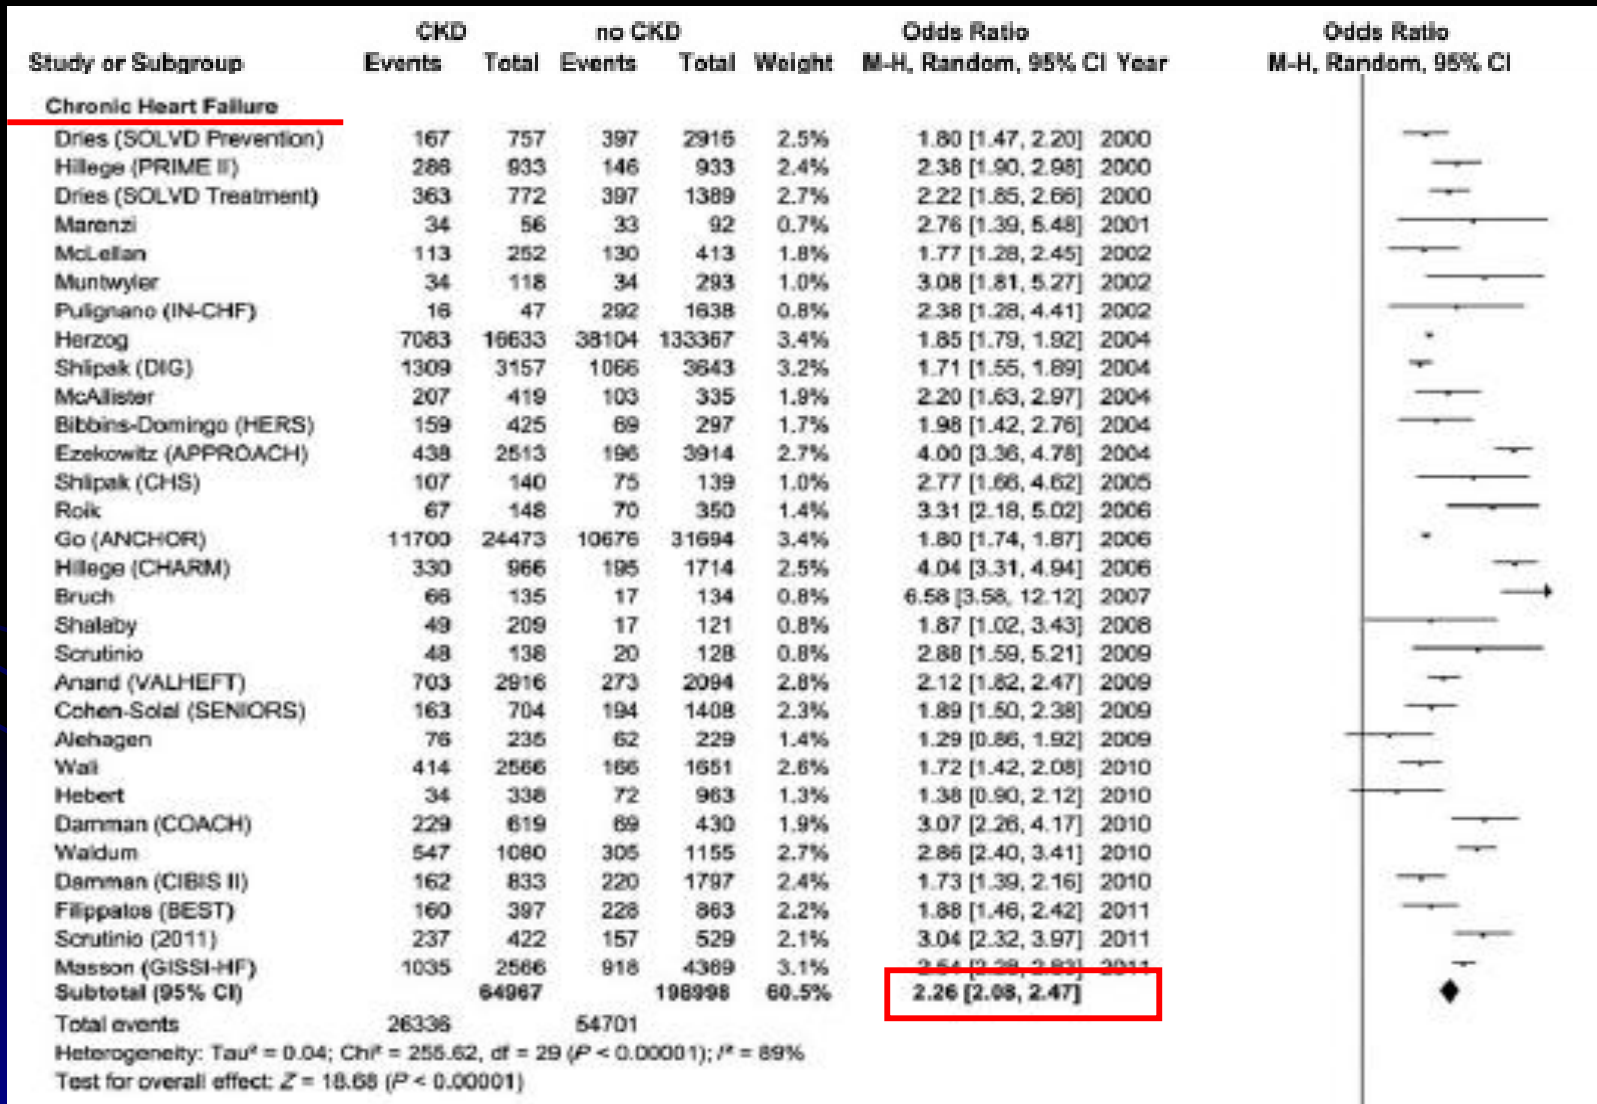 CKD no CKD Odds Ratio Odds Ratio
Study or Subgroup Events Total Events Total Weight M-H, Random, 95% CI Year M-H, Random, 95% CI
Chronic Heart Failure
Dries (SOLVD Prevention) 167 757 397 2916 2.5% 1.80 [1.47, 2.20] 2000
Hillege (PRIME II) 286 933 146 933 2.4% 2.38 [1.90, 2.98] 2000
Dries (SOLVD Treatment) 363 772 397 1389 2.7% 2.22 [1.85, 2.66] 2000
Marenzi 34 56 33 92 0.7% 2.76 [1.39, 5.48] 2001
McLellan 113 252 130 413 1.8% 1.77 [1.28, 2.45] 2002
Muntwyler 34 118 34 293 1.0% 3.08 [1.81, 5.27] 2002
Pulignano (IN-CHF) 16 47 292 1638 0.8% 2.38 [1.28, 4.41] 2002
Herzog 7083 16633 38104 133367 3.4% 1.85 [1.79, 1.92] 2004
Shlipak (DIG) 1309 3157 1066 3643 3.2% 1.71 [1.55, 1.89] 2004
McAllister 207 419 103 335 1.9% 2.20 [1.63, 2.97] 2004
Bibbins-Domingo (HERS) 159 425 69 297 1.7% 1.98 [1.42, 2.76] 2004
Ezekowitz (APPROACH) 438 2513 196 3914 2.7% 4.00 [3.36, 4.78] 2004
Shlipak (CHS) 107 140 75 139 1.0% 2.77 [1.66, 4.62] 2005
Roik 67 148 70 350 1.4% 3.31 [2.18, 5.02] 2006
Go (ANCHOR) 11700 24473 10676 31694 3.4% 1.80 [1.74, 1.87] 2006
Hillege (CHARM) 330 966 195 1714 2.5% 4.04 [3.31, 4.94] 2006
Bruch 66 135 17 134 0.8% 6.58 [3.58, 12.12] 2007
Shalaby 49 209 17 121 0.8% 1.87 [1.02, 3.43] 2008
Scrutinio 48 138 20 128 0.8% 2.88 [1.59, 5.21] 2009
Anand (VALHEFT) 703 2916 273 2094 2.8% 2.12 [1.82, 2.47] 2009
Cohen-Solal (SENIORS) 163 704 194 1408 2.3% 1.89 [1.50, 2.38] 2009
Alehagen 76 235 62 229 1.4% 1.29 [0.86, 1.92] 2009
Wali 414 2566 166 1651 2.6% 1.72 [1.42, 2.08] 2010
Hebert 34 338 72 963 1.3% 1.38 [0.90, 2.12] 2010
Damman (COACH) 229 619 69 430 1.9% 3.07 [2.26, 4.17] 2010
Waldum 547 1080 305 1155 2.7% 2.86 [2.40, 3.41] 2010
Damman (CIBIS II) 162 833 220 1797 2.4% 1.73 [1.39, 2.16] 2010
Filippatos (BEST) 160 397 228 863 2.2% 1.88 [1.46, 2.42] 2011
Scrutinio (2011) 237 422 157 529 2.1% 3.04 [2.32, 3.97] 2011
Masson (GISSI-HF) 1035 2566 918 4369 3.1% 2.54 [2.28, 2.83] 2011
Subtotal (95% CI) 64967 198998 60.5% 2.26 [2.08, 2.47]
Total events 26336 54701
Heterogeneity: Tau² = 0.04; Chi² = 255.62, df = 29 (P < 0.00001); I² = 89%
Test for overall effect: Z = 18.68 (P < 0.00001)